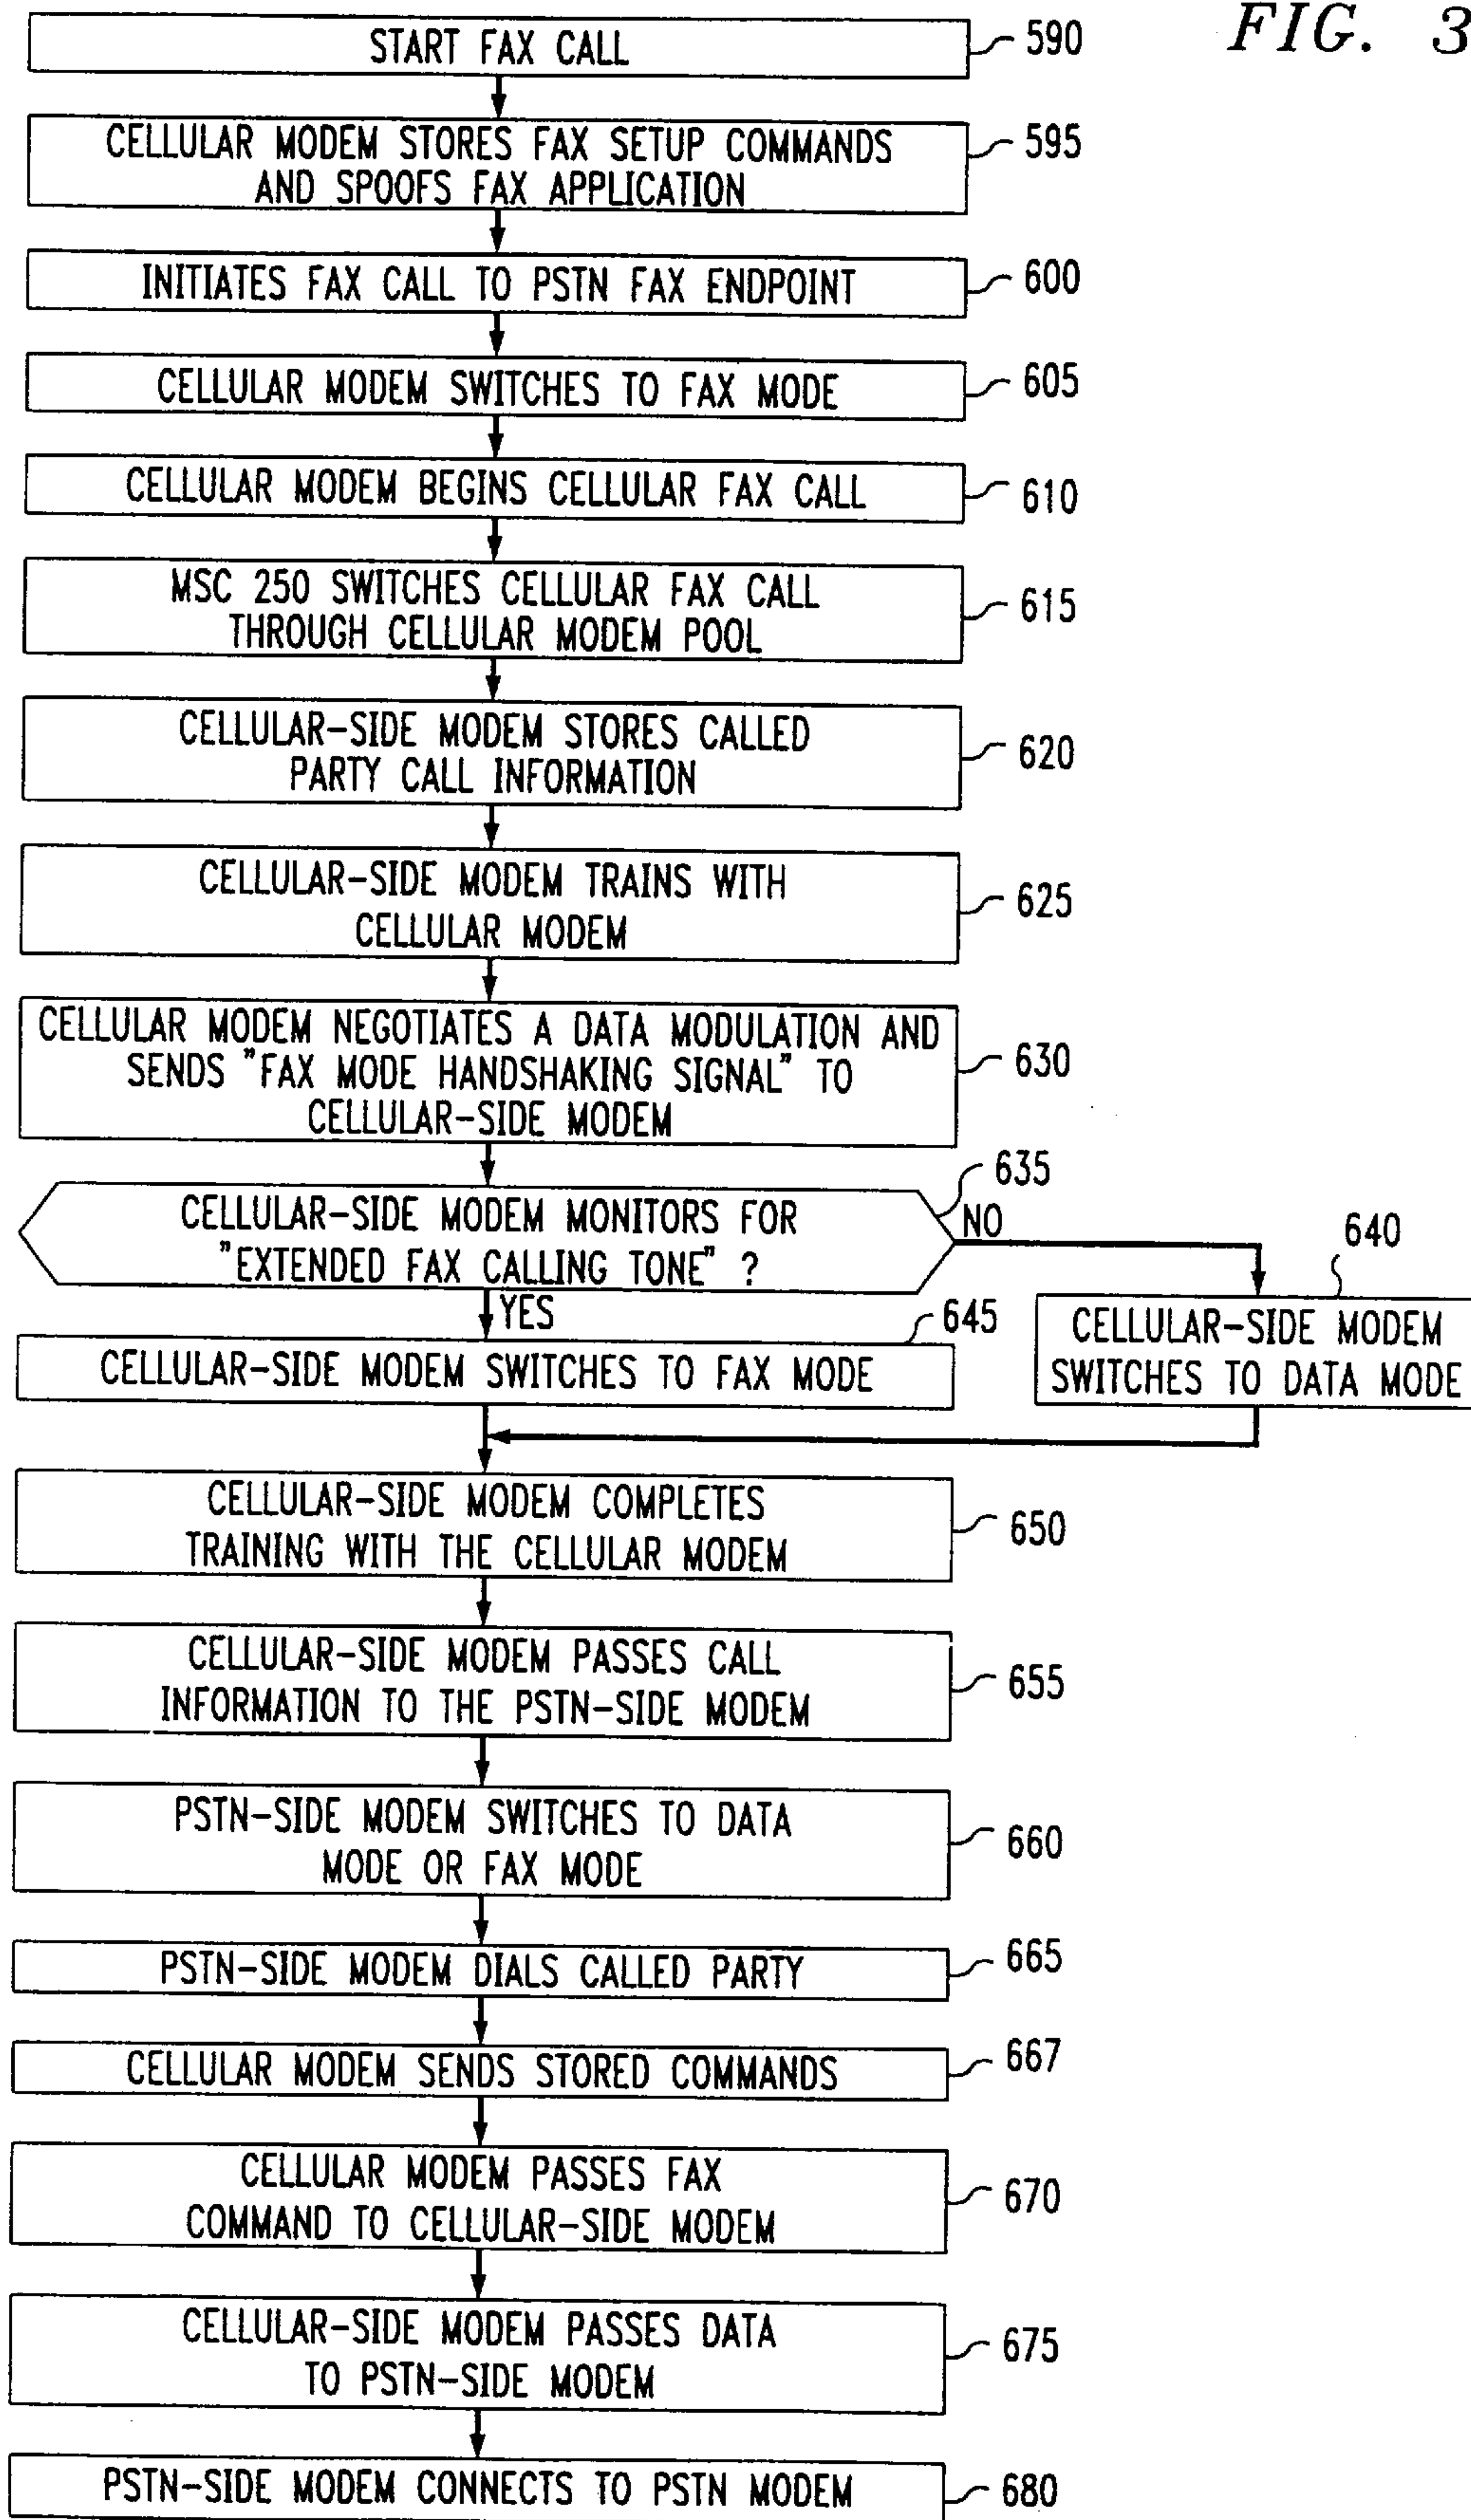 FIG. 3
START FAX CALL
590
CELLULAR MODEM STORES FAX SETUP COMMANDS
AND SPOOFS FAX APPLICATION
595
INITIATES FAX CALL TO PSTN FAX ENDPOINT
600
CELLULAR MODEM SWITCHES TO FAX MODE
605
CELLULAR MODEM BEGINS CELLULAR FAX CALL
610
MSC 250 SWITCHES CELLULAR FAX CALL
THROUGH CELLULAR MODEM POOL
615
CELLULAR-SIDE MODEM STORES CALLED
PARTY CALL INFORMATION
620
CELLULAR-SIDE MODEM TRAINS WITH
CELLULAR MODEM
625
CELLULAR MODEM NEGOTIATES A DATA MODULATION AND
SENDS "FAX MODE HANDSHAKING SIGNAL" TO
CELLULAR-SIDE MODEM
630
CELLULAR-SIDE MODEM MONITORS FOR
"EXTENDED FAX CALLING TONE" ?
635
NO
640
CELLULAR-SIDE MODEM
SWITCHES TO DATA MODE
YES
645
CELLULAR-SIDE MODEM SWITCHES TO FAX MODE
CELLULAR-SIDE MODEM COMPLETES
TRAINING WITH THE CELLULAR MODEM
650
CELLULAR-SIDE MODEM PASSES CALL
INFORMATION TO THE PSTN-SIDE MODEM
655
PSTN-SIDE MODEM SWITCHES TO DATA
MODE OR FAX MODE
660
PSTN-SIDE MODEM DIALS CALLED PARTY
665
CELLULAR MODEM SENDS STORED COMMANDS
667
CELLULAR MODEM PASSES FAX
COMMAND TO CELLULAR-SIDE MODEM
670
CELLULAR-SIDE MODEM PASSES DATA
TO PSTN-SIDE MODEM
675
PSTN-SIDE MODEM CONNECTS TO PSTN MODEM
680